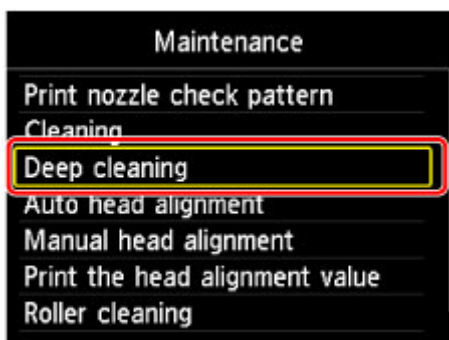 Maintenance
Print nozzle check pattern
Cleaning
Deep cleaning
Auto head alignment
Manual head alignment
Print the head alignment value
Roller cleaning